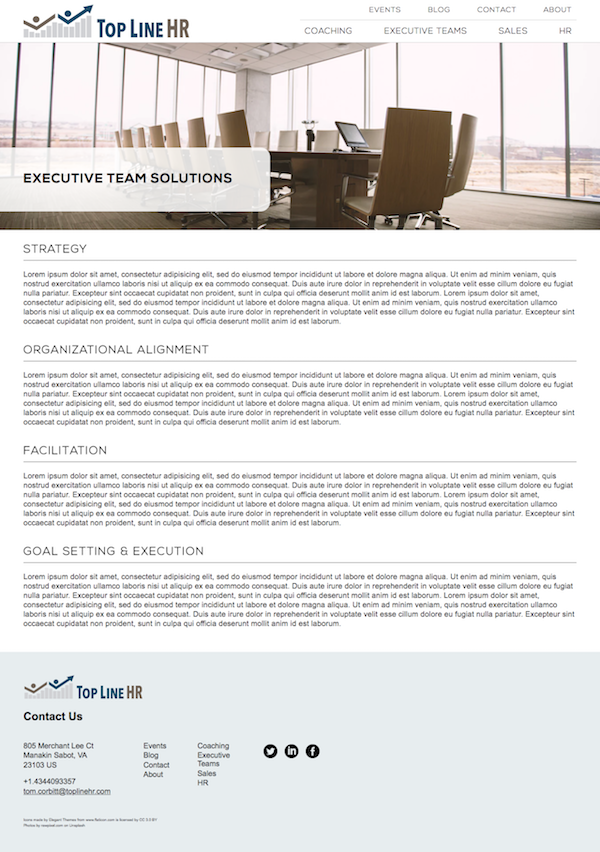 TOP LINE HR
EVENTS BLOG CONTACT ABOUT
COACHING EXECUTIVE TEAMS SALES HR
EXECUTIVE TEAM SOLUTIONS
STRATEGY
Lorem ipsum dolor sit amet, consectetur adipisicing elit, sed do eiusmod tempor incididunt ut labore et dolore magna aliqua. Ut enim ad minim veniam, quis
nostrud exercitation ullamco laboris nisi ut aliquip ex ea commodo consequat. Duis aute irure dolor in reprehenderit in voluptate velit esse cillum dolore eu fugiat
nulla pariatur. Excepteur sint occaecat cupidatat non proident, sunt in culpa qui officia deserunt mollit anim id est laborum. Lorem ipsum dolor sit amet,
consectetur adipisicing elit, sed do eiusmod tempor incididunt ut labore et dolore magna aliqua. Ut enim ad minim veniam, quis nostrud exercitation ullamco
laboris nisi ut aliquip ex ea commodo consequat. Duis aute irure dolor in reprehenderit in voluptate velit esse cillum dolore eu fugiat nulla pariatur. Excepteur sint
occaecat cupidatat non proident, sunt in culpa qui officia deserunt mollit anim id est laborum.
ORGANIZATIONAL ALIGNMENT
Lorem ipsum dolor sit amet, consectetur adipisicing elit, sed do eiusmod tempor incididunt ut labore et dolore magna aliqua. Ut enim ad minim veniam, quis
nostrud exercitation ullamco laboris nisi ut aliquip ex ea commodo consequat. Duis aute irure dolor in reprehenderit in voluptate velit esse cillum dolore eu fugiat
nulla pariatur. Excepteur sint occaecat cupidatat non proident, sunt in culpa qui officia deserunt mollit anim id est laborum. Lorem ipsum dolor sit amet,
consectetur adipisicing elit, sed do eiusmod tempor incididunt ut labore et dolore magna aliqua. Ut enim ad minim veniam, quis nostrud exercitation ullamco
laboris nisi ut aliquip ex ea commodo consequat. Duis aute irure dolor in reprehenderit in voluptate velit esse cillum dolore eu fugiat nulla pariatur. Excepteur sint
occaecat cupidatat non proident, sunt in culpa qui officia deserunt mollit anim id est laborum.
FACILITATION
Lorem ipsum dolor sit amet, consectetur adipisicing elit, sed do eiusmod tempor incididunt ut labore et dolore magna aliqua. Ut enim ad minim veniam, quis
nostrud exercitation ullamco laboris nisi ut aliquip ex ea commodo consequat. Duis aute irure dolor in reprehenderit in voluptate velit esse cillum dolore eu fugiat
nulla pariatur. Excepteur sint occaecat cupidatat non proident, sunt in culpa qui officia deserunt mollit anim id est laborum. Lorem ipsum dolor sit amet,
consectetur adipisicing elit, sed do eiusmod tempor incididunt ut labore et dolore magna aliqua. Ut enim ad minim veniam, quis nostrud exercitation ullamco
laboris nisi ut aliquip ex ea commodo consequat. Duis aute irure dolor in reprehenderit in voluptate velit esse cillum dolore eu fugiat nulla pariatur. Excepteur
sint occaecat cupidatat non proident, sunt in culpa qui officia deserunt mollit anim id est laborum.
GOAL SETTING & EXECUTION
Lorem ipsum dolor sit amet, consectetur adipisicing elit, sed do eiusmod tempor incididunt ut labore et dolore magna aliqua. Ut enim ad minim veniam, quis
nostrud exercitation ullamco laboris nisi ut aliquip ex ea commodo consequat. Duis aute irure dolor in reprehenderit in voluptate velit esse cillum dolore eu fugiat
nulla pariatur. Excepteur sint occaecat cupidatat non proident, sunt in culpa qui officia deserunt mollit anim id est laborum. Lorem ipsum dolor sit amet,
consectetur adipisicing elit, sed do eiusmod tempor incididunt ut labore et dolore magna aliqua. Ut enim ad minim veniam, quis nostrud exercitation ullamco
laboris nisi ut aliquip ex ea commodo consequat. Duis aute irure dolor in reprehenderit in voluptate velit esse cillum dolore eu fugiat nulla pariatur. Excepteur sint
occaecat cupidatat non proident, sunt in culpa qui officia deserunt mollit anim id est laborum.
TOP LINE HR
Contact Us
805 Merchant Lee Ct
Manakin Sabot, VA
23103 US
+1.4344093357
tom.corbitt@toplinehr.com
Events
Blog
Contact
About
Coaching
Executive
Teams
Sales
HR
Icons made by Elegant Themes from www.flaticon.com is licensed by CC 3.0 BY
Photos by rawpixel.com on Unsplash